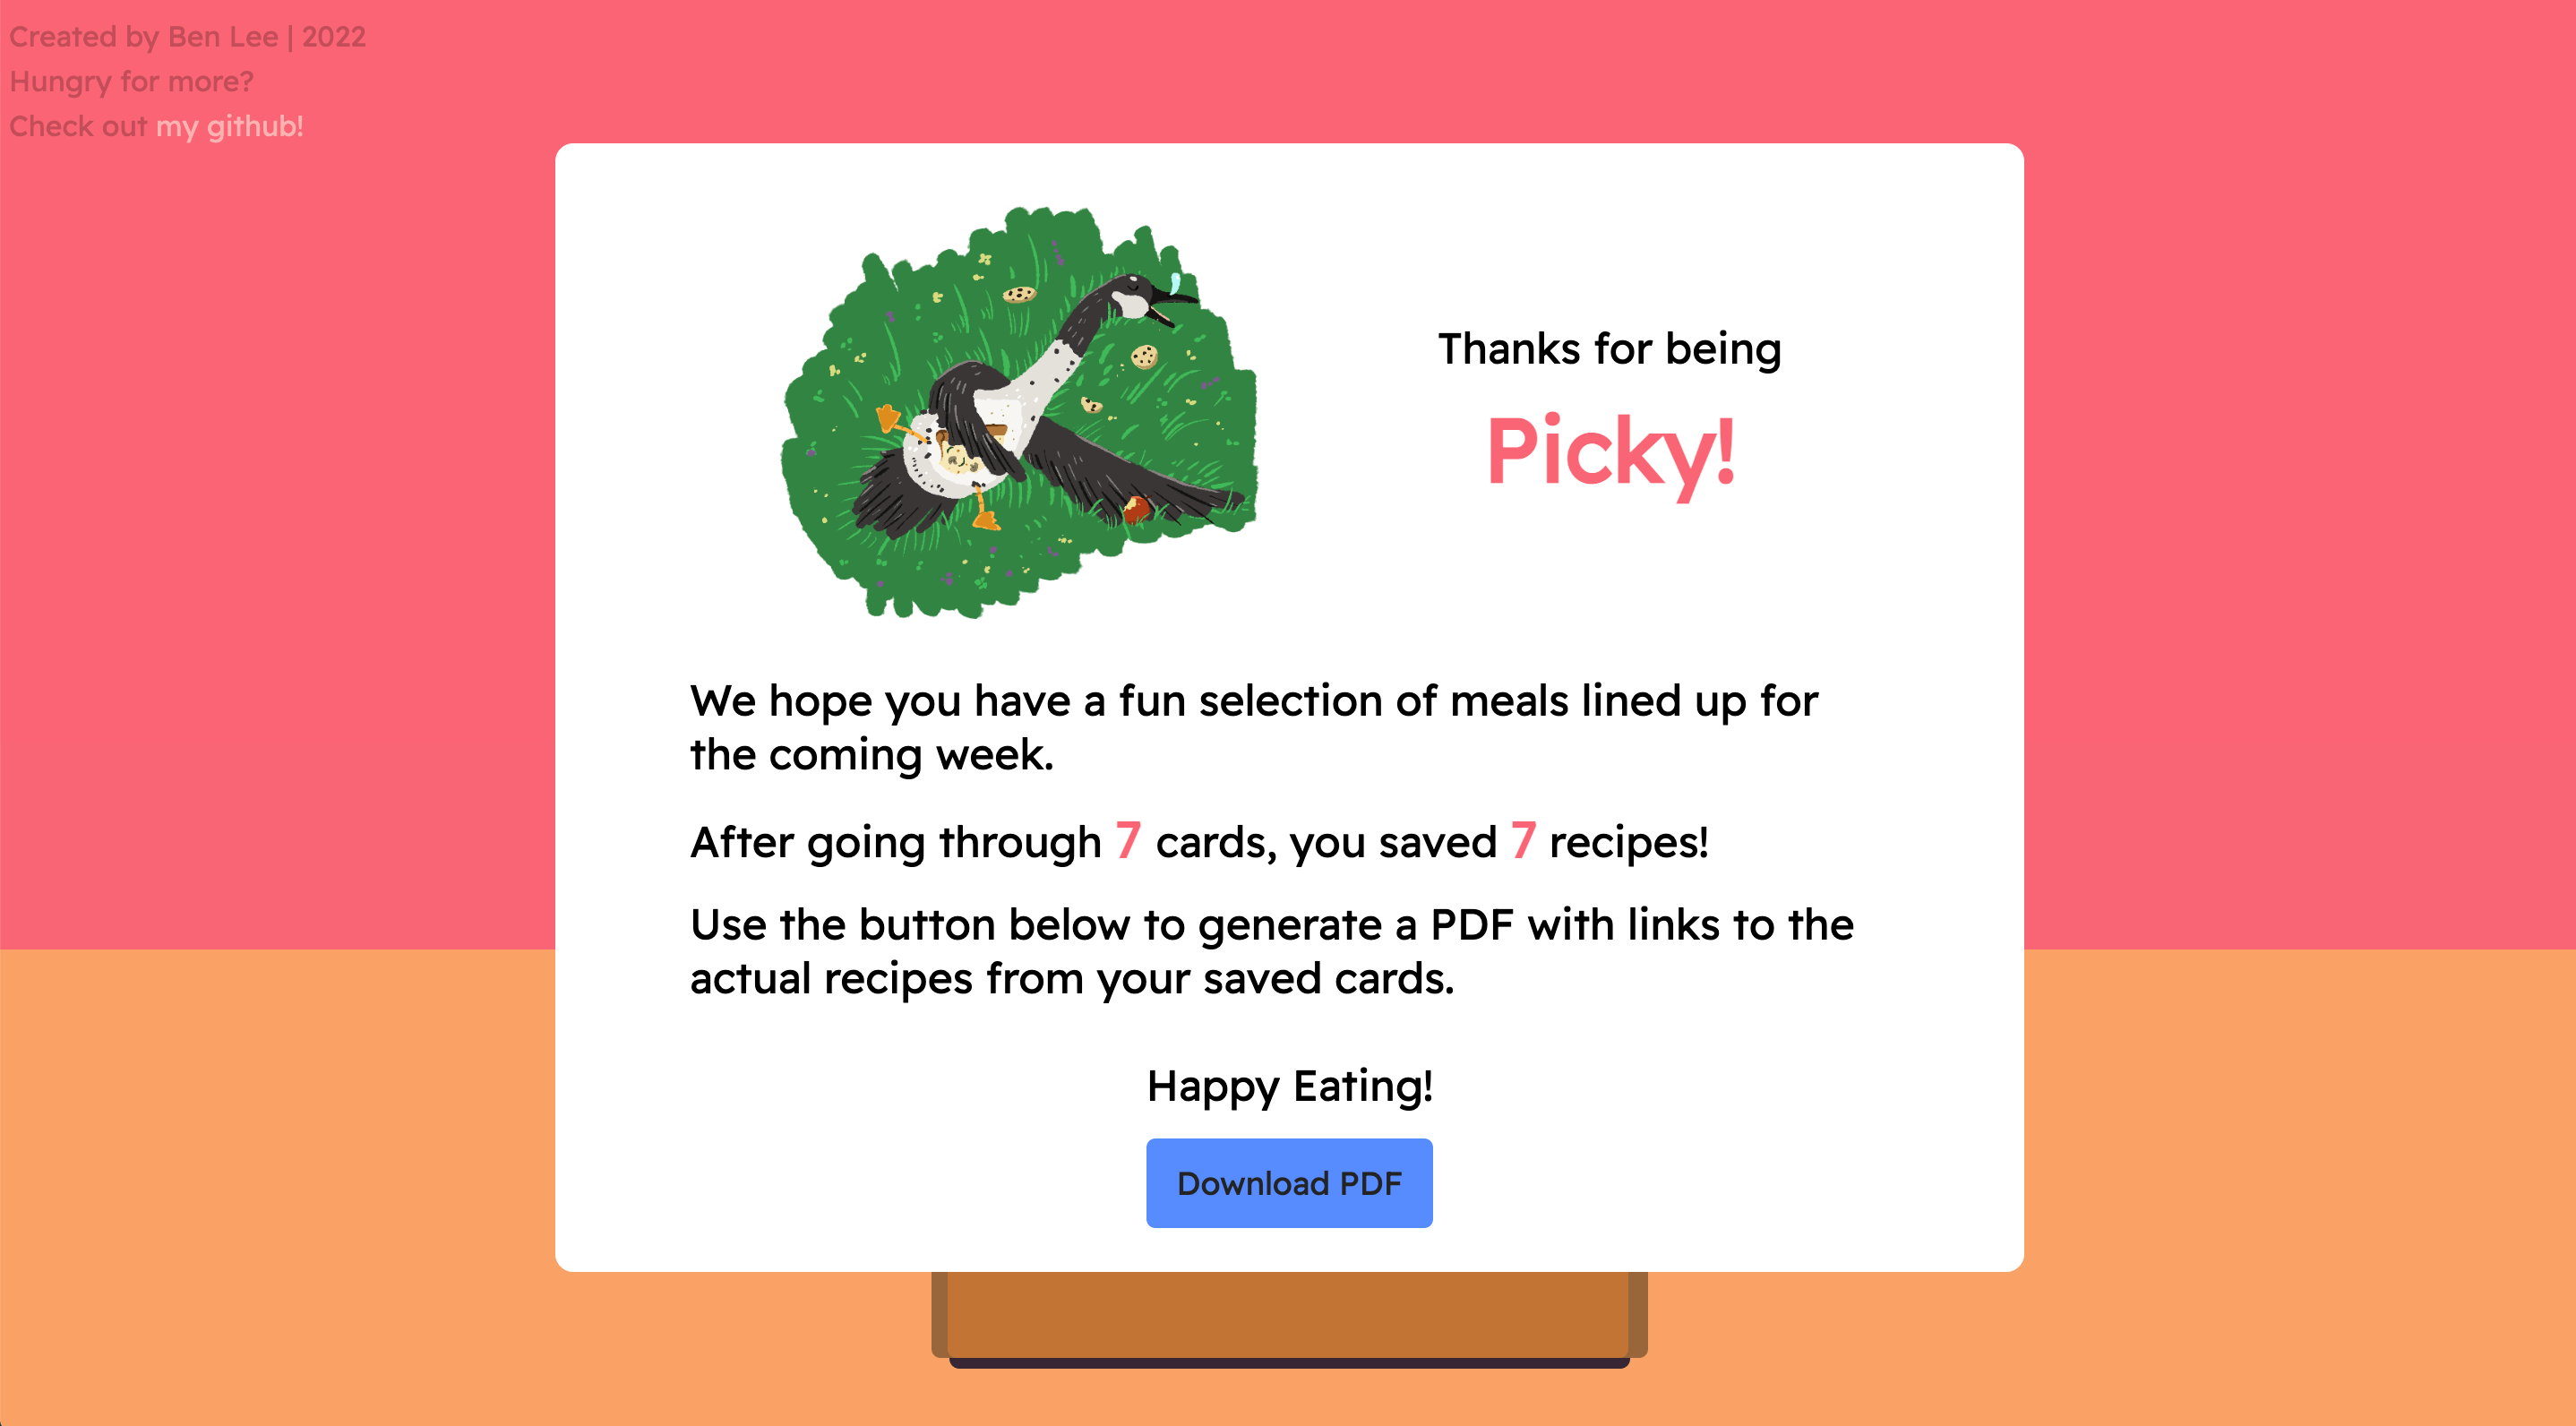 Created by Ben Lee | 2022
Hungry for more?
Check out my github!
Thanks for being
Picky!
We hope you have a fun selection of meals lined up for
the coming week.
After going through 7 cards, you saved 7 recipes!
Use the button below to generate a PDF with links to the
actual recipes from your saved cards.
Happy Eating!
Download PDF